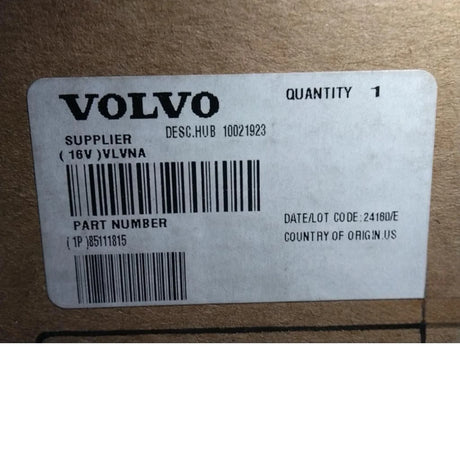 VOLVO
QUANTITY 1
DESC.HUB 10021923
SUPPLIER
(16V)VLVNA
PART NUMBER
(1P)85111815
DATE/LOT CODE:24160/E
COUNTRY OF ORIGIN.US